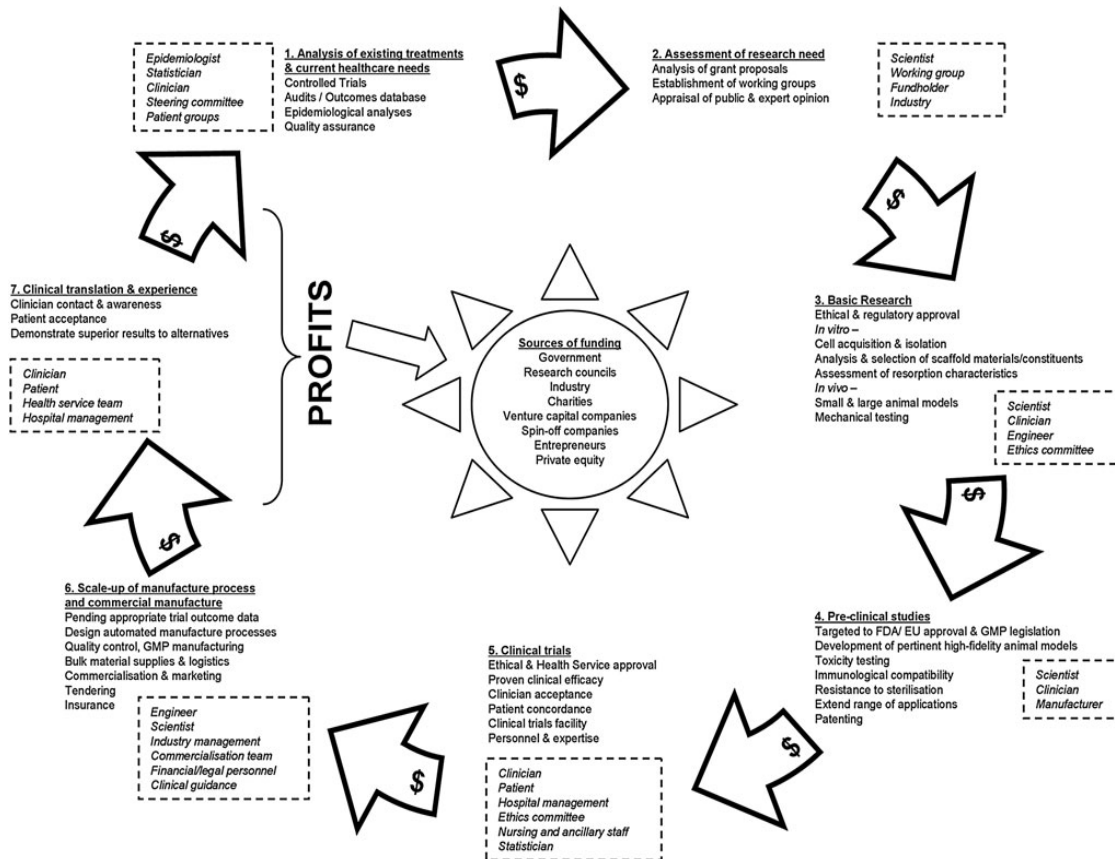 1. Analysis of existing treatments
& current healthcare needs
Controlled Trials
Audits / Outcomes database
Epidemiological analyses
Quality assurance
Epidemiologist
Statistician
Clinician
Steering committee
Patient groups
$
2. Assessment of research need
Analysis of grant proposals
Establishment of working groups
Appraisal of public & expert opinion
Scientist
Working group
Fundholder
Industry
$
3. Basic Research
Ethical & regulatory approval
In vitro –
Cell acquisition & isolation
Analysis & selection of scaffold materials/constituents
Assessment of resorption characteristics
In vivo –
Small & large animal models
Mechanical testing
Scientist
Clinician
Engineer
Ethics committee
$
4. Pre-clinical studies
Targeted to FDA/ EU approval & GMP legislation
Development of pertinent high-fidelity animal models
Toxicity testing
Immunological compatibility
Resistance to sterilisation
Extend range of applications
Patenting
Scientist
Clinician
Manufacturer
$
5. Clinical trials
Ethical & Health Service approval
Proven clinical efficacy
Clinician acceptance
Patient concordance
Clinical trials facility
Personnel & expertise
Clinician
Patient
Hospital management
Ethics committee
Nursing and ancillary staff
Statistician
$
6. Scale-up of manufacture process
and commercial manufacture
Pending appropriate trial outcome data
Design automated manufacture processes
Quality control, GMP manufacturing
Bulk material supplies & logistics
Commercialisation & marketing
Tendering
Insurance
Engineer
Scientist
Industry management
Commercialisation team
Financial/legal personnel
Clinical guidance
$
7. Clinical translation & experience
Clinician contact & awareness
Patient acceptance
Demonstrate superior results to alternatives
Clinician
Patient
Health service team
Hospital management
$
PROFITS
Sources of funding
Government
Research councils
Industry
Charities
Venture capital companies
Spin-off companies
Entrepreneurs
Private equity